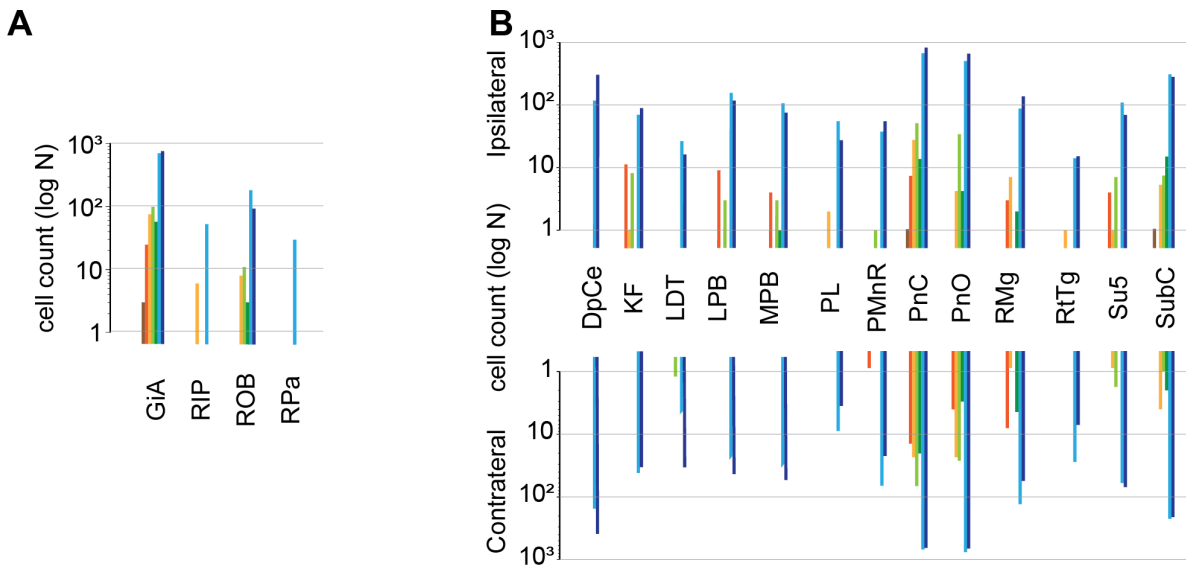 A
B
cell count (log N)
10³
10²
10
1
GiA
RIP
ROB
RPa
Ipsilateral
cell count (log N)
Contrateral
10³
10²
10
1
DpCe
KF
LDT
LPB
MPB
PL
PMnR
PnC
PnO
RMg
RtTg
Su5
SubC
1
10
10²
10³